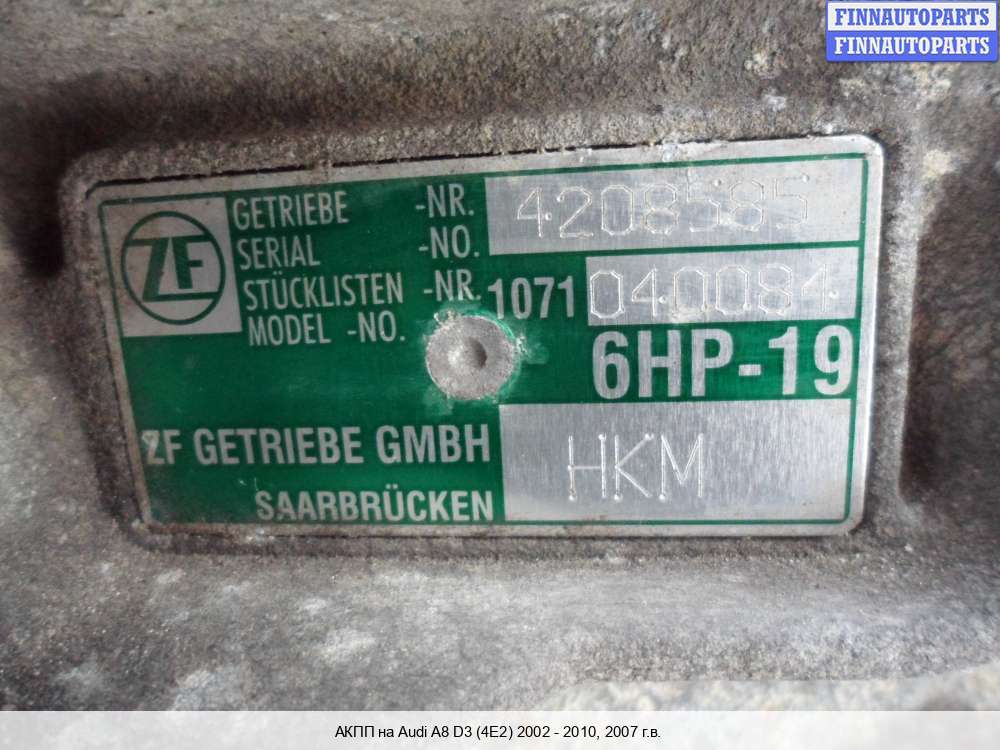 FINNAUTOPARTS
FINNAUTOPARTS
ZF
GETRIEBE -NR. 4208585
SERIAL -NO.
STÜCKLISTEN -NR. 1071 040084
MODEL -NO.
6HP-19
ZF GETRIEBE GMBH
HKM
SAARBRÜCKEN
АКПП на Audi A8 D3 (4E2) 2002 - 2010, 2007 г.в.